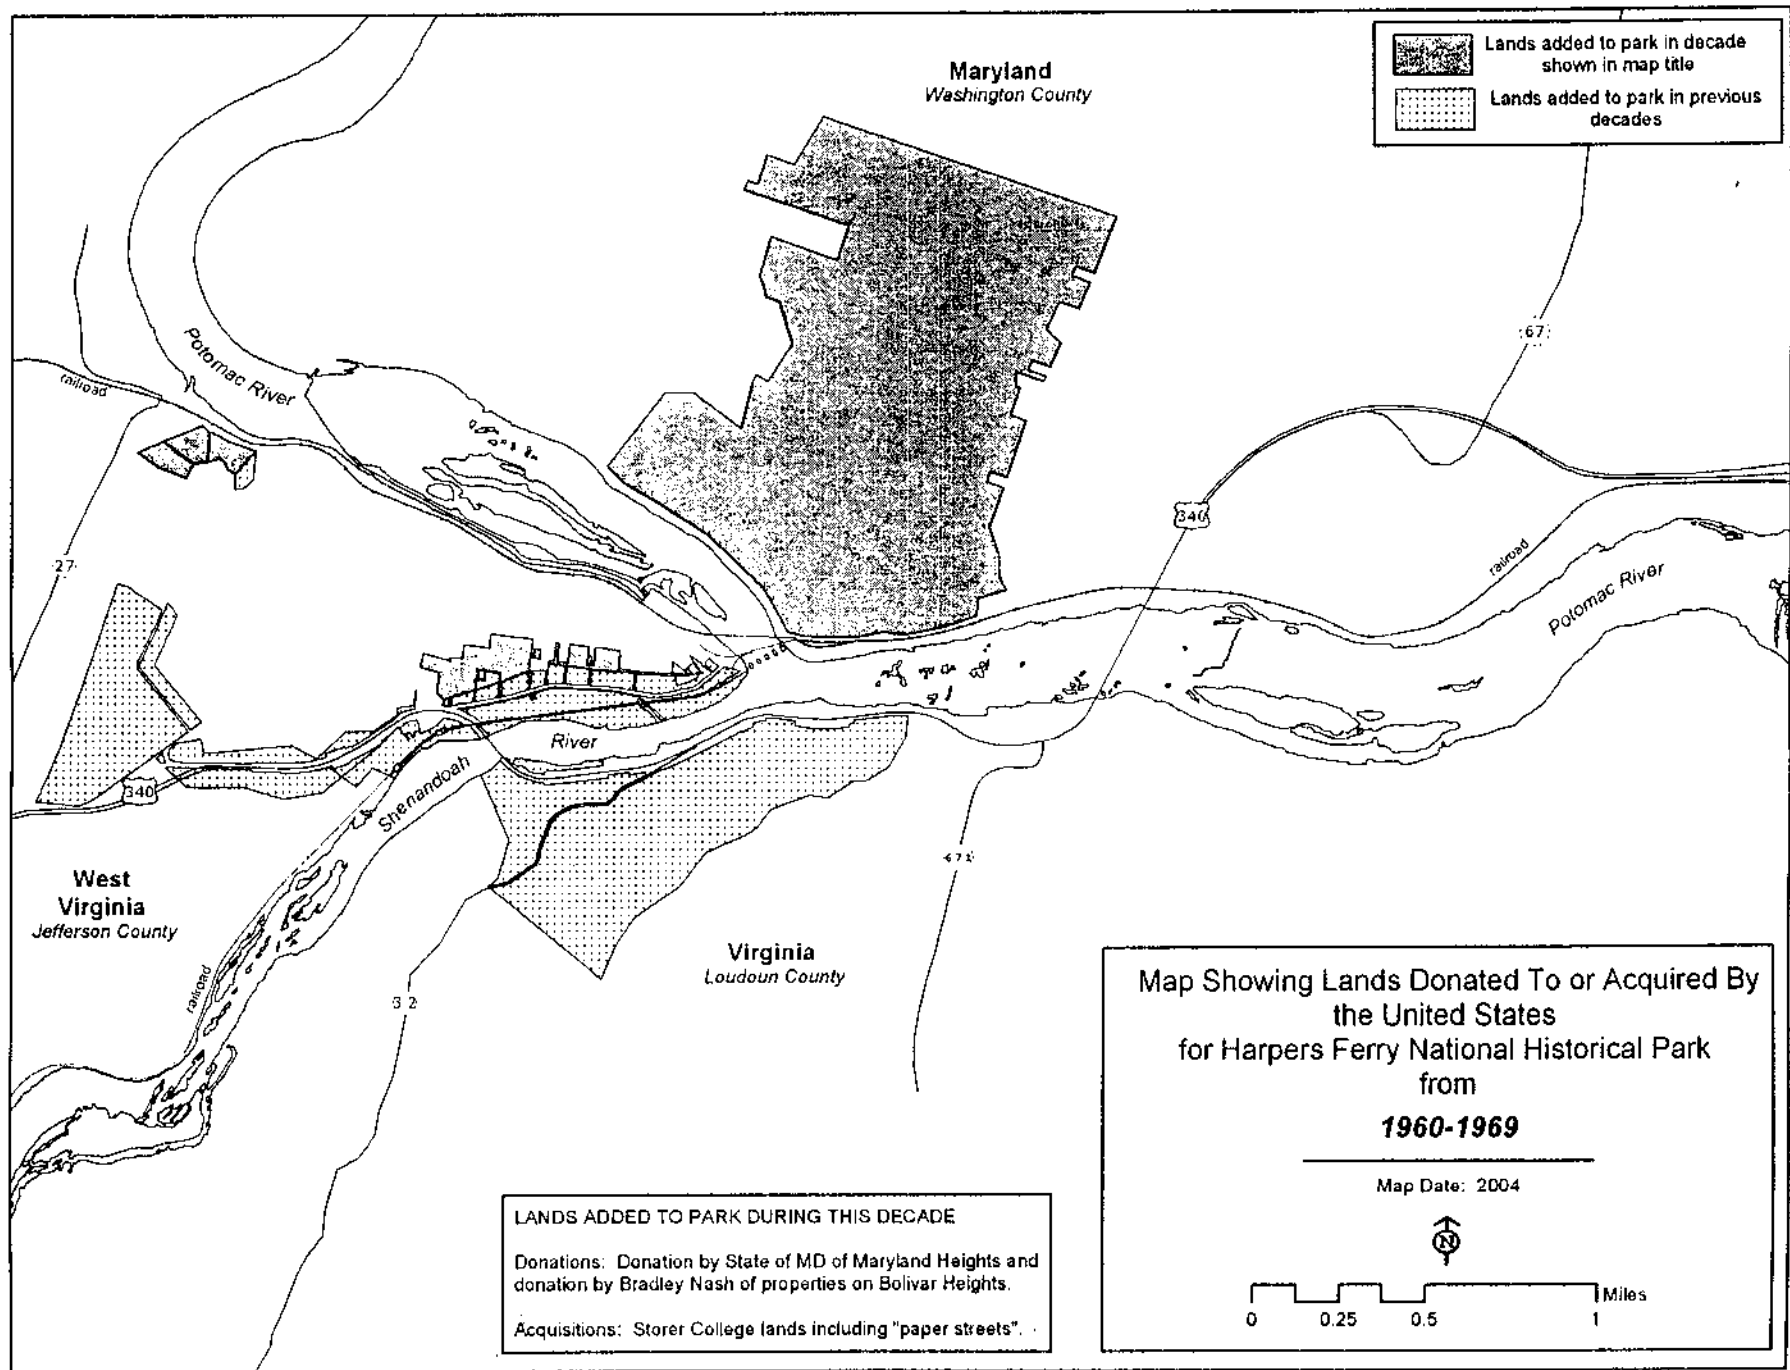 Lands added to park in decade
shown in map title
Lands added to park in previous
decades
Maryland
Washington County
67
Potomac River
railroad
340
27
railroad
Potomac River
River
Shenandoah
340
671
West
Virginia
Jefferson County
Virginia
Loudoun County
railroad
32
Map Showing Lands Donated To or Acquired By
the United States
for Harpers Ferry National Historical Park
from
1960-1969
Map Date: 2004
N
Miles
0 0.25 0.5 1
LANDS ADDED TO PARK DURING THIS DECADE
Donations: Donation by State of MD of Maryland Heights and
donation by Bradley Nash of properties on Bolivar Heights.
Acquisitions: Storer College lands including "paper streets".